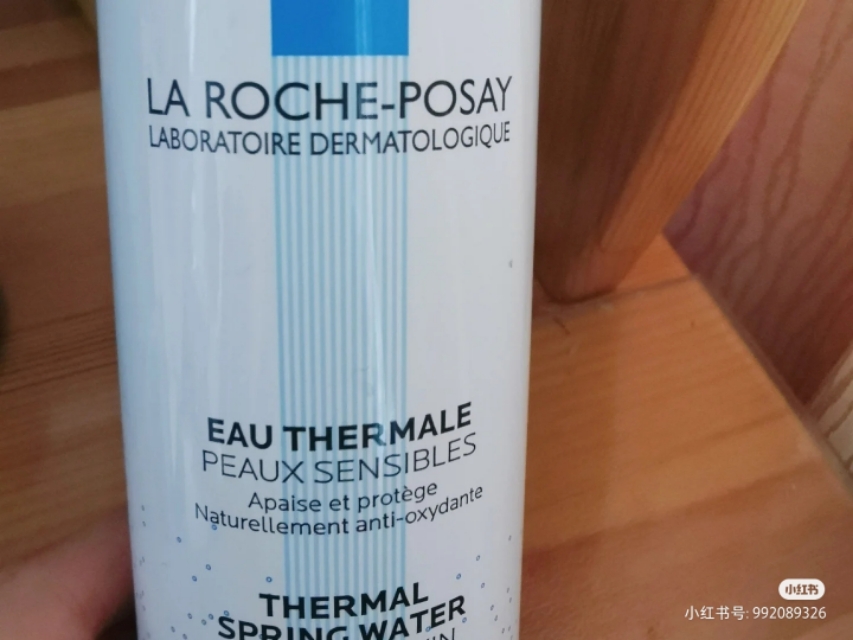 LA ROCHE-POSAY
LABORATOIRE DERMATOLOGIQUE
EAU THERMALE
PEAUX SENSIBLES
Apaise et protège
Naturellement anti-oxydante
THERMAL
SPRING WATER
小红书
小红书号: 992089326